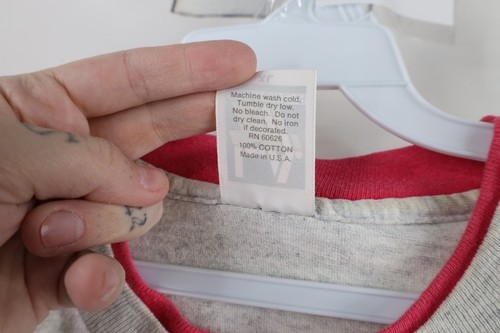 Machine wash cold.
Tumble dry low.
No bleach. Do not
dry clean. No iron
if decorated.
RN 60626
100% COTTON
Made in U.S.A.